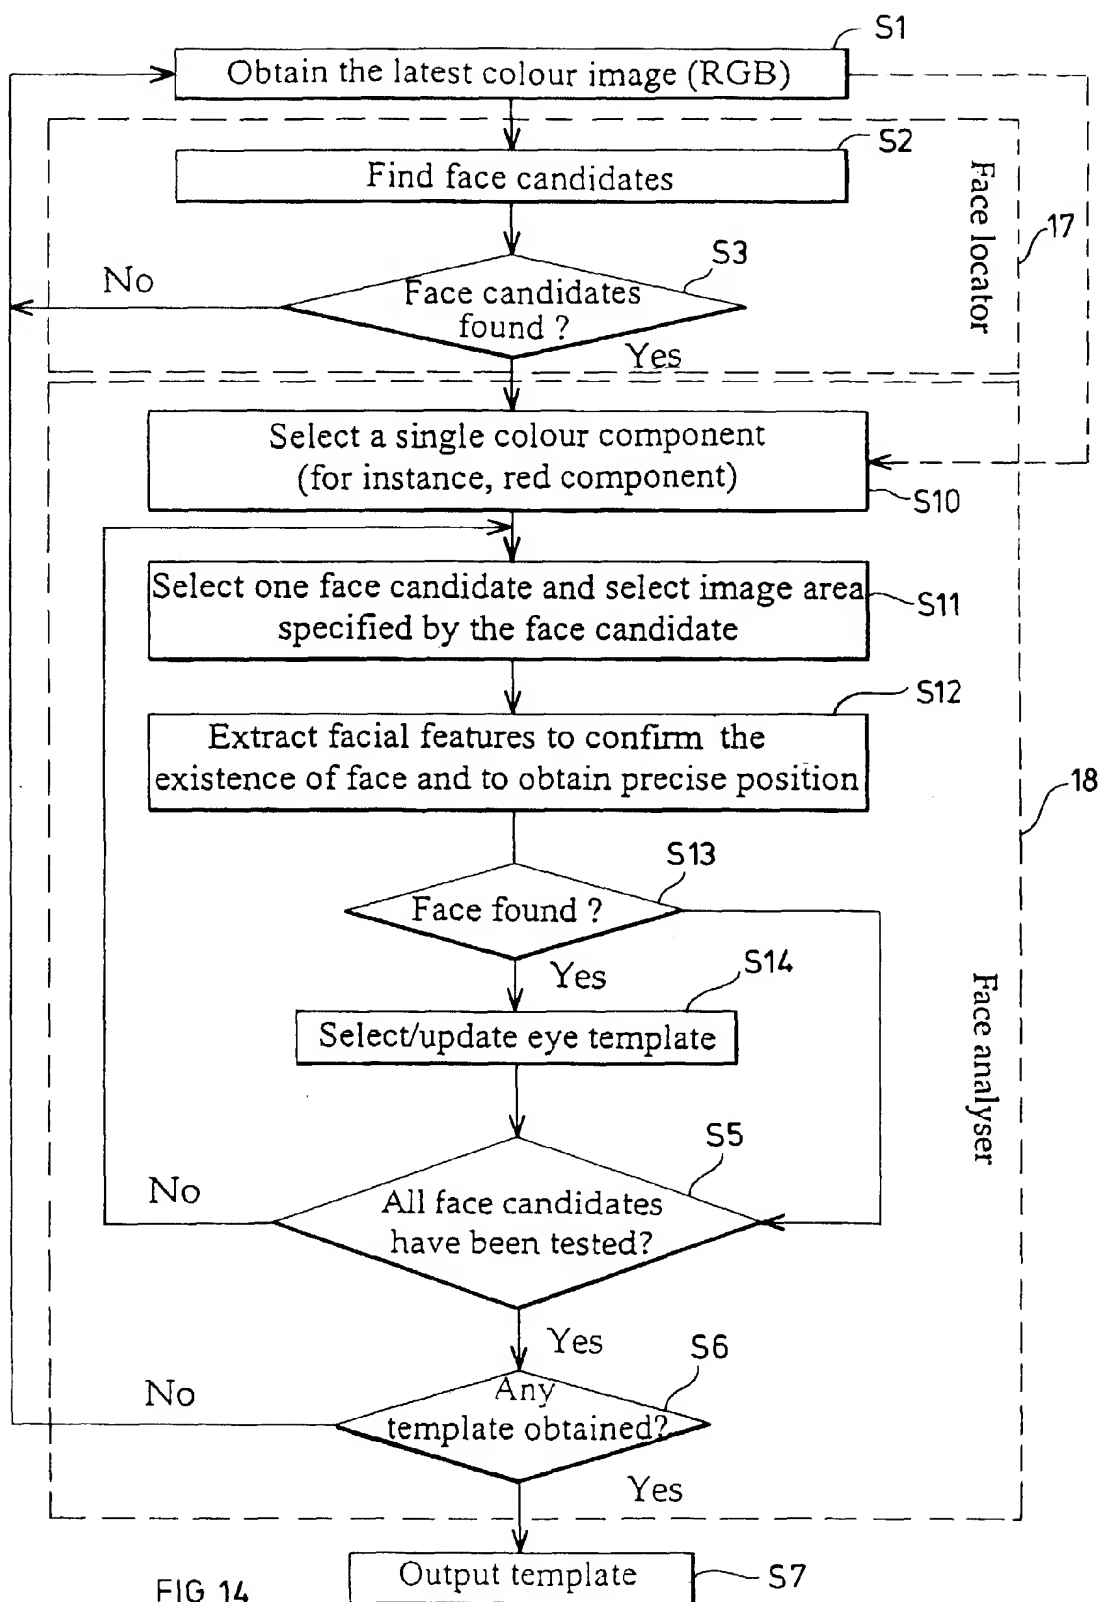 S1
Obtain the latest colour image (RGB)
S2
Find face candidates
Face locator
17
S3
No
Face candidates
found ?
Yes
Select a single colour component
(for instance, red component)
S10
Select one face candidate and select image area
specified by the face candidate
S11
S12
Extract facial features to confirm the
existence of face and to obtain precise position
18
S13
Face found ?
Yes
S14
Select/update eye template
Face analyser
S5
No
All face candidates
have been tested?
Yes
S6
No
Any
template obtained?
Yes
Output template
S7
FIG 14